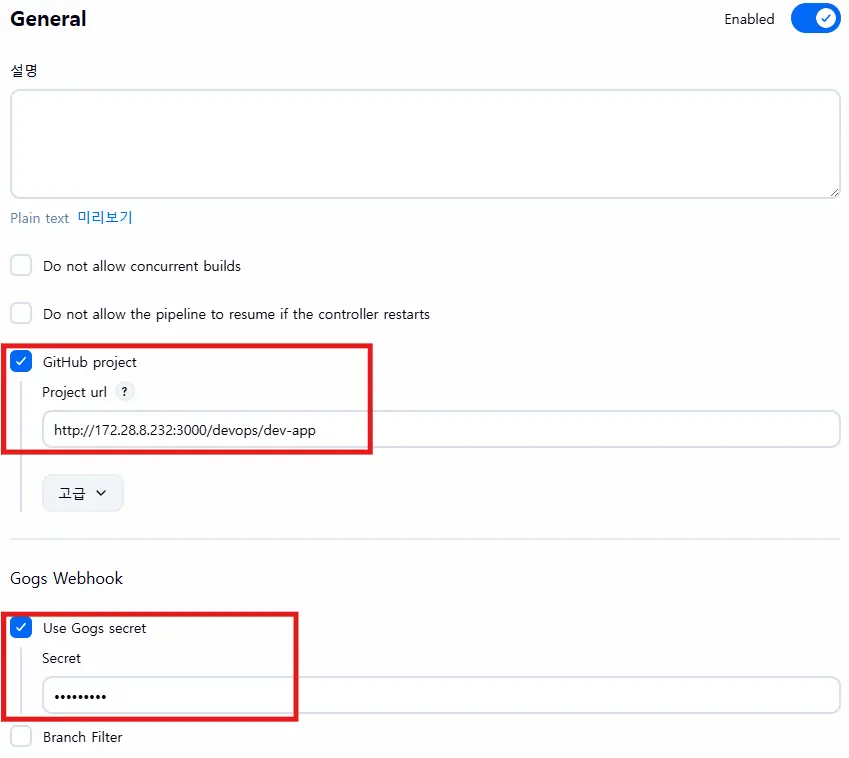 General
Enabled
설명
Plain text 미리보기
Do not allow concurrent builds
Do not allow the pipeline to resume if the controller restarts
GitHub project
Project url ?
http://172.28.8.232:3000/devops/dev-app
고급
Gogs Webhook
Use Gogs secret
Secret
•••••••••
Branch Filter